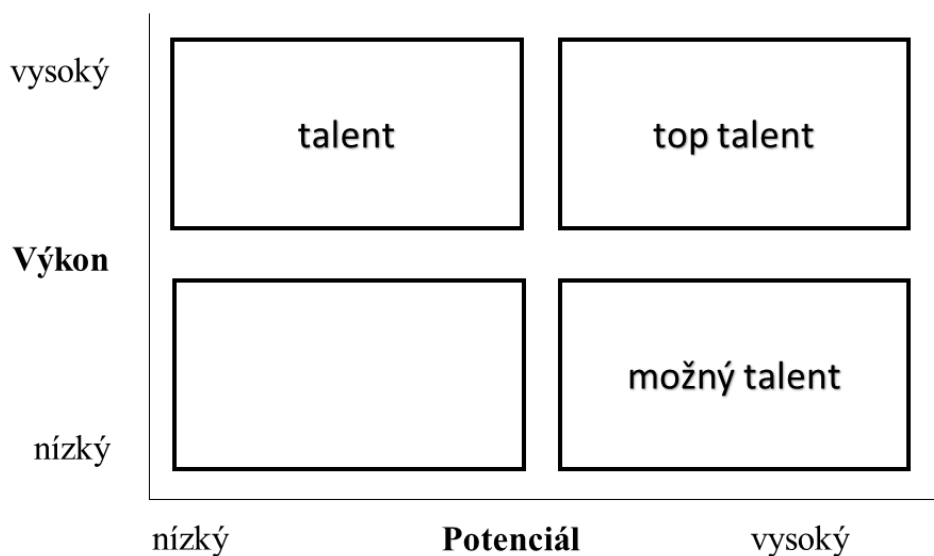 vysoký
talent
top talent
Výkon
možný talent
nízký
nízký
Potenciál
vysoký